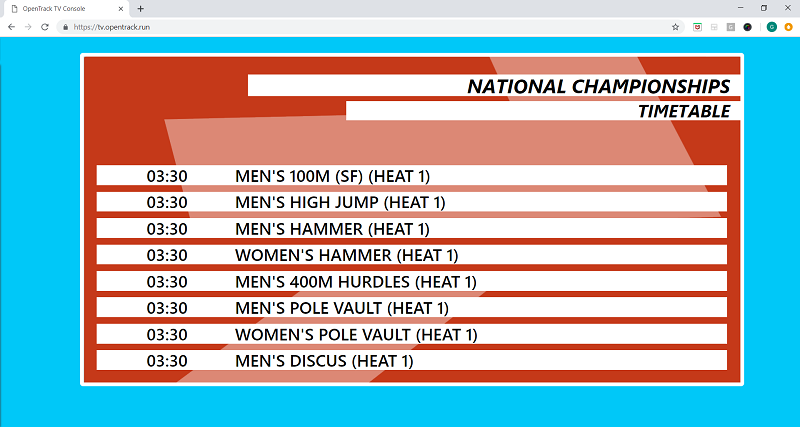 OpenTrack TV Console
https://tv.opentrack.run
G
NATIONAL CHAMPIONSHIPS
TIMETABLE
03:30 MEN'S 100M (SF) (HEAT 1)
03:30 MEN'S HIGH JUMP (HEAT 1)
03:30 MEN'S HAMMER (HEAT 1)
03:30 WOMEN'S HAMMER (HEAT 1)
03:30 MEN'S 400M HURDLES (HEAT 1)
03:30 MEN'S POLE VAULT (HEAT 1)
03:30 WOMEN'S POLE VAULT (HEAT 1)
03:30 MEN'S DISCUS (HEAT 1)